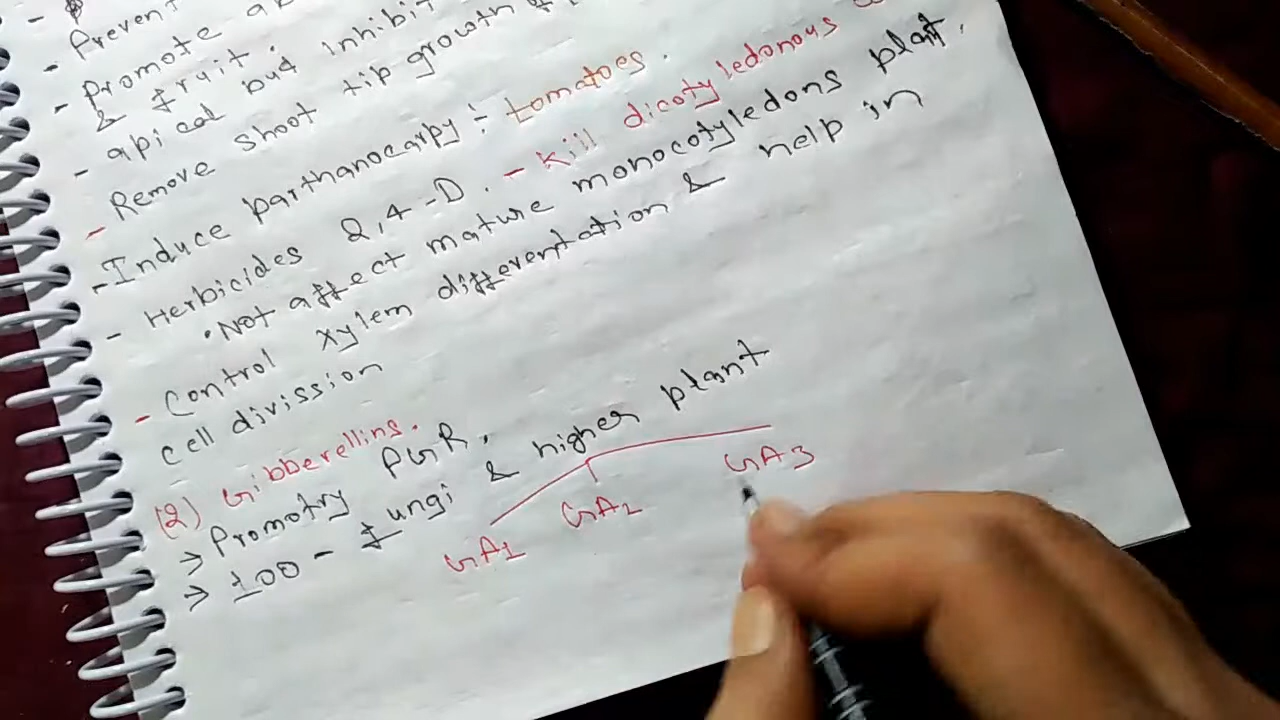 - Prevent
- Promote
& fruit.
- apical bud inhibit
- Remove shoot tip growth of
- Induce parthanocarpy ÷ tomatoes.
- Herbicides 2,4-D. - kill dicotyledonous
• Not affect mature monocotyledons plant.
- Control xylem differentation & help in
cell divission
(2) Gibberellins.
> Promotry PGR.
> 100 - fungi & higher plant
GA1 GA2 GA3